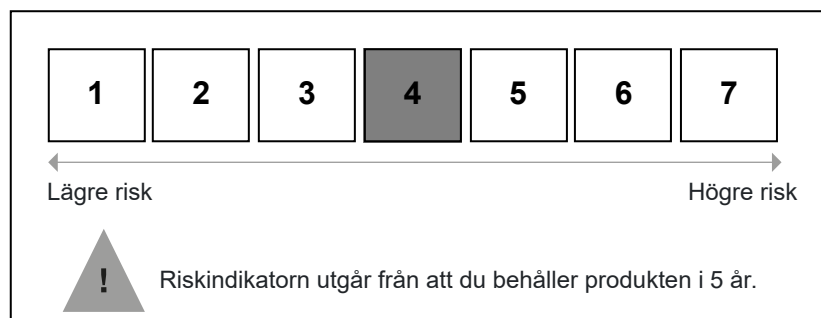 1 2 3 4 5 6 7
Lägre risk Högre risk
! Riskindikatorn utgår från att du behåller produkten i 5 år.